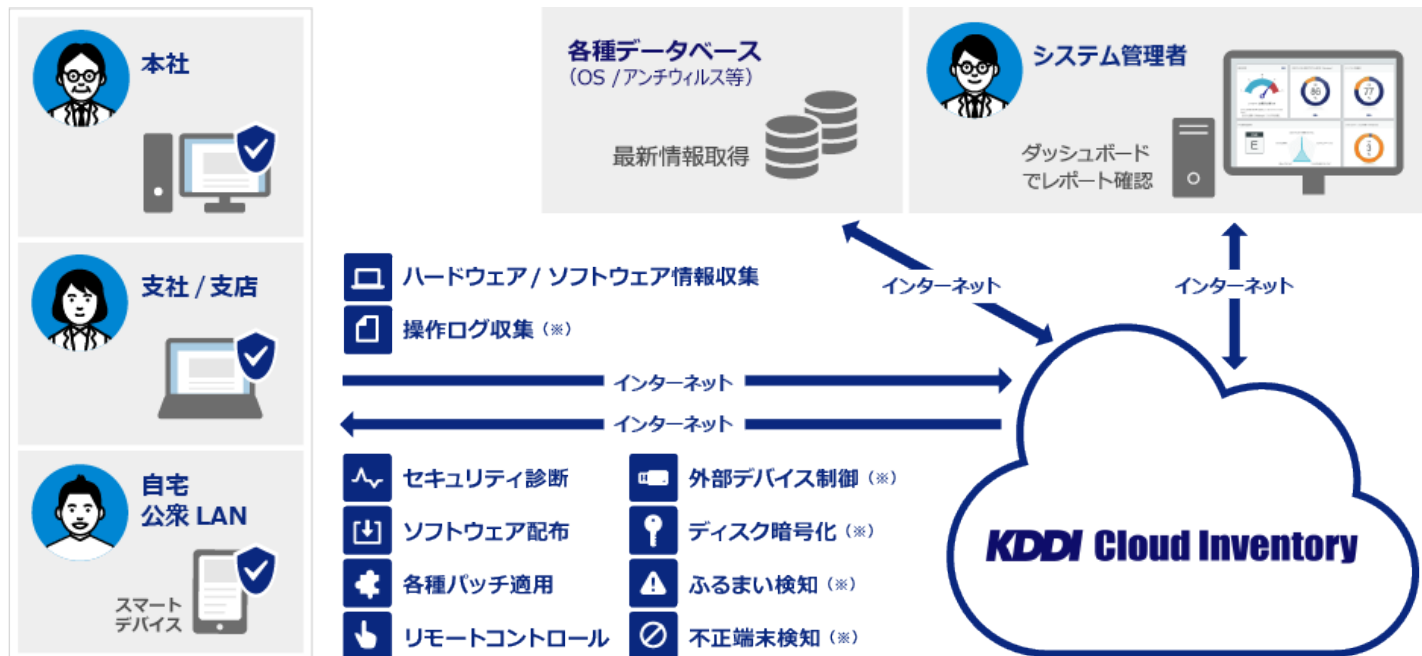 本社
支社 / 支店
自宅
公衆 LAN
スマート
デバイス
各種データベース
(OS /アンチウィルス等)
最新情報取得
システム管理者
ダッシュボード
でレポート確認
インターネット
インターネット
ハードウェア / ソフトウェア情報収集
操作ログ収集 (※)
インターネット
インターネット
セキュリティ診断
ソフトウェア配布
各種パッチ適用
リモートコントロール
外部デバイス制御 (※)
ディスク暗号化 (※)
ふるまい検知 (※)
不正端末検知 (※)
KDDI Cloud Inventory